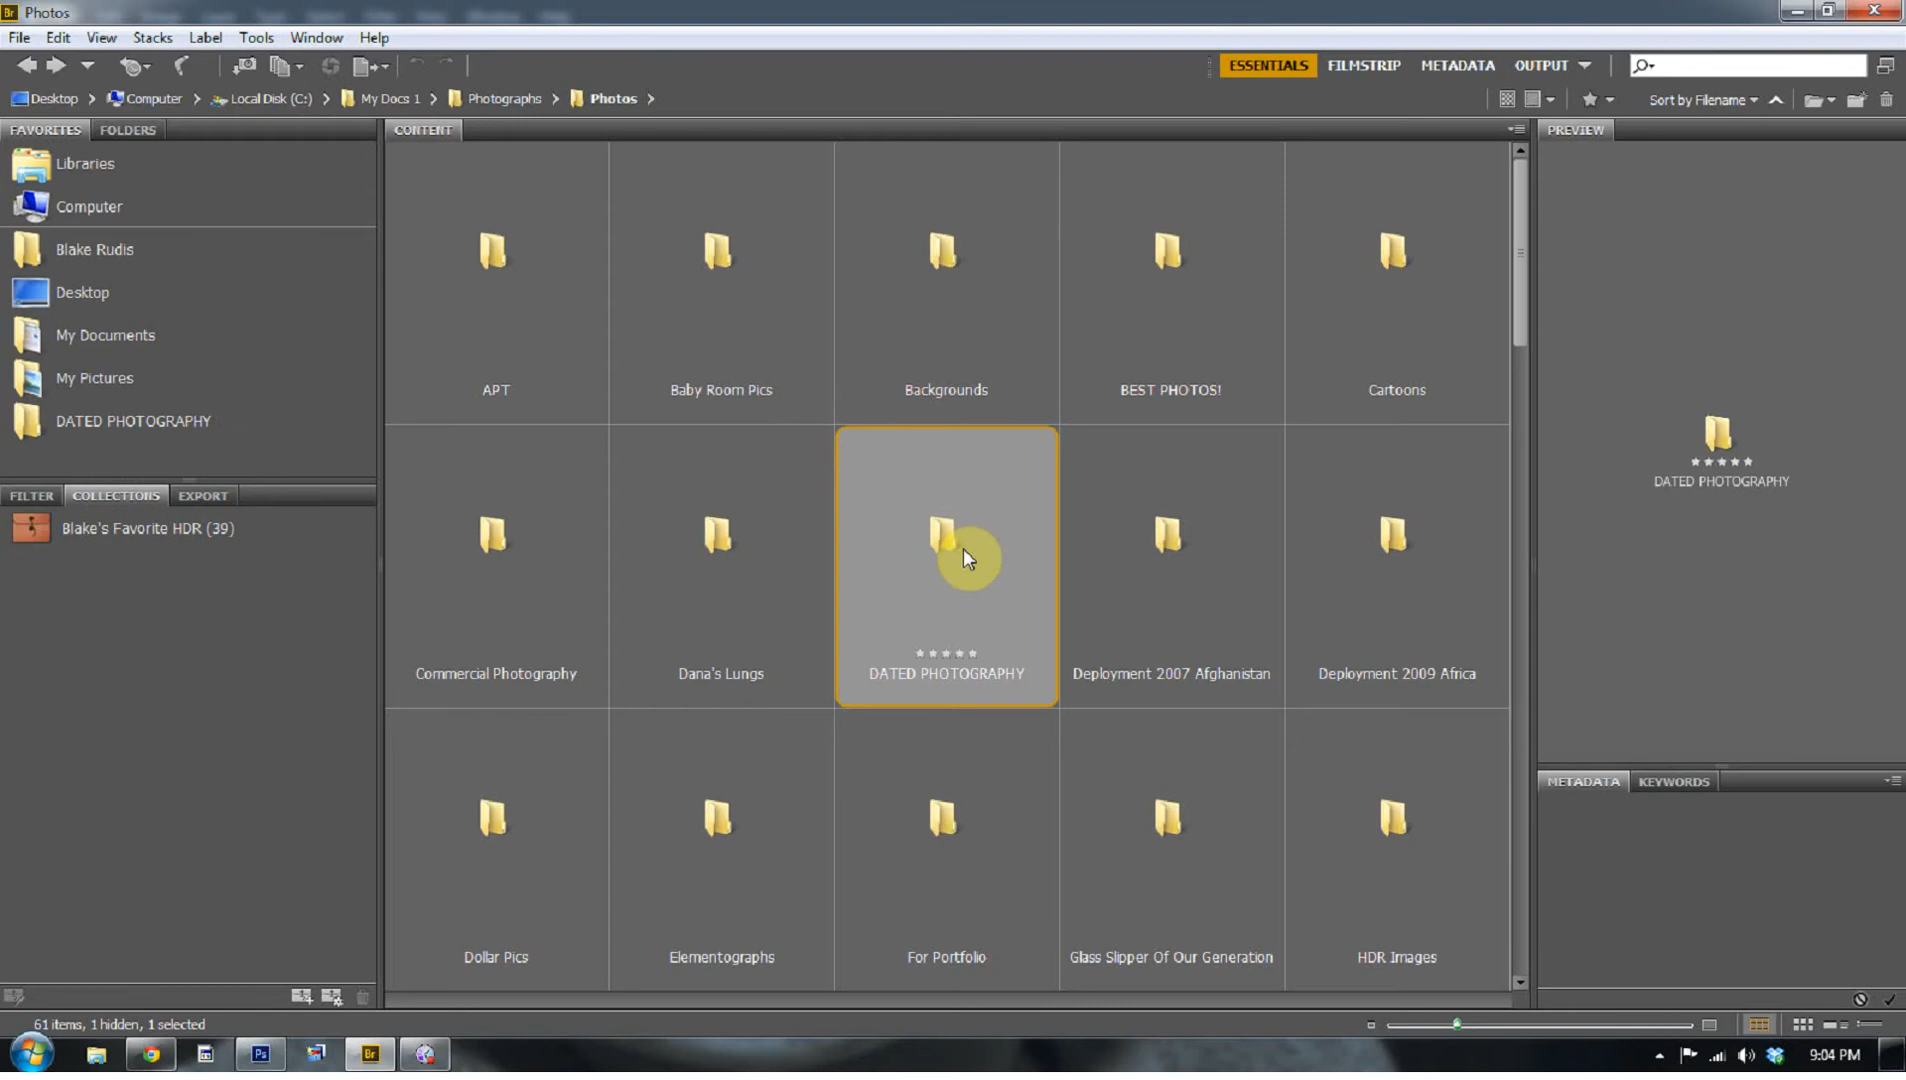 Br Photos
File Edit View Stacks Label Tools Window Help
ESSENTIALS FILMSTRIP METADATA OUTPUT
Desktop Computer Local Disk (C:) My Docs 1 Photographs Photos
Sort by Filename
FAVORITES FOLDERS
Libraries
Computer
Blake Rudis
Desktop
My Documents
My Pictures
DATED PHOTOGRAPHY
FILTER COLLECTIONS EXPORT
Blake's Favorite HDR (39)
CONTENT
APT Baby Room Pics Backgrounds BEST PHOTOS! Cartoons
Commercial Photography Dana's Lungs DATED PHOTOGRAPHY Deployment 2007 Afghanistan Deployment 2009 Africa
Dollar Pics Elementographs For Portfolio Glass Slipper Of Our Generation HDR Images
PREVIEW
DATED PHOTOGRAPHY
METADATA KEYWORDS
61 items, 1 hidden, 1 selected
Ps Br 9:04 PM